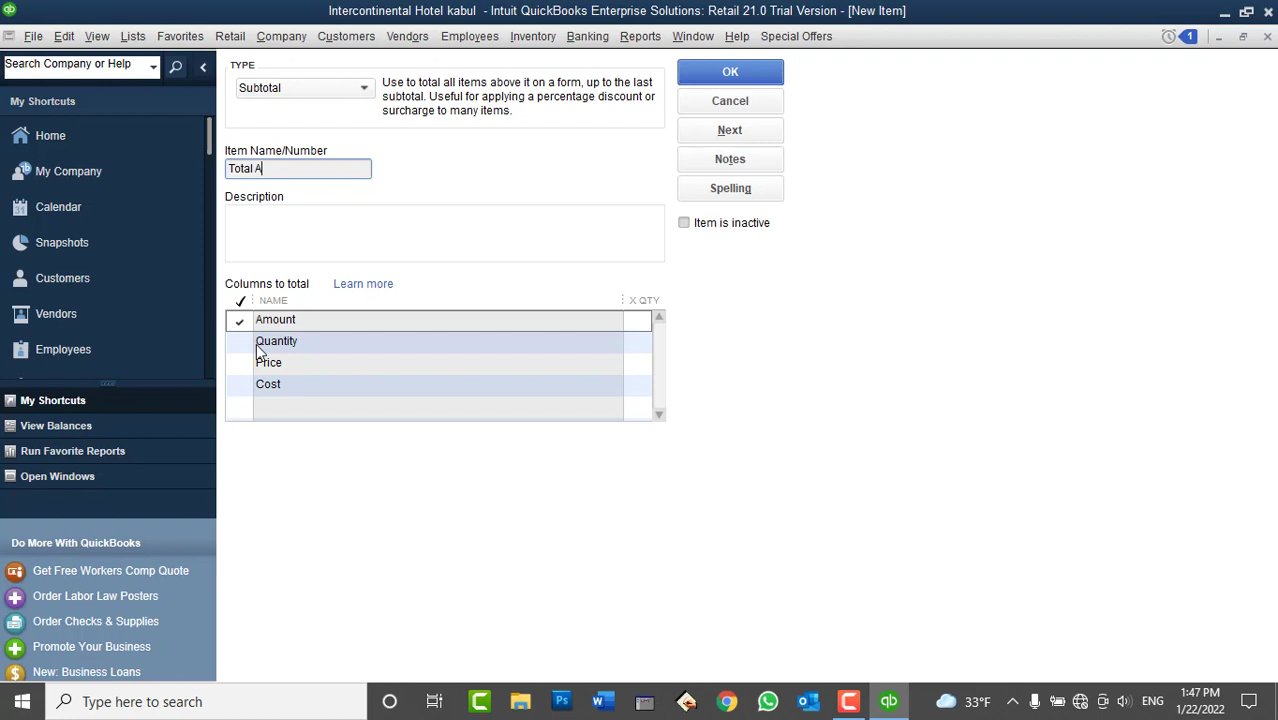 Intercontinental Hotel kabul - Intuit QuickBooks Enterprise Solutions: Retail 21.0 Trial Version - [New Item]
File Edit View Lists Favorites Retail Company Customers Vendors Employees Inventory Banking Reports Window Help Special Offers 1
Search Company or Help
My Shortcuts
Home
My Company
Calendar
Snapshots
Customers
Vendors
Employees
My Shortcuts
View Balances
Run Favorite Reports
Open Windows
Do More With QuickBooks
Get Free Workers Comp Quote
Order Labor Law Posters
Order Checks & Supplies
Promote Your Business
New: Business Loans
TYPE
Subtotal
Use to total all items above it on a form, up to the last
subtotal. Useful for applying a percentage discount or
surcharge to many items.
Item Name/Number
Total A
Description
Columns to total Learn more
NAME X QTY
Amount
Quantity
Price
Cost
OK
Cancel
Next
Notes
Spelling
Item is inactive
Type here to search
33°F
ENG
1:47 PM
1/22/2022